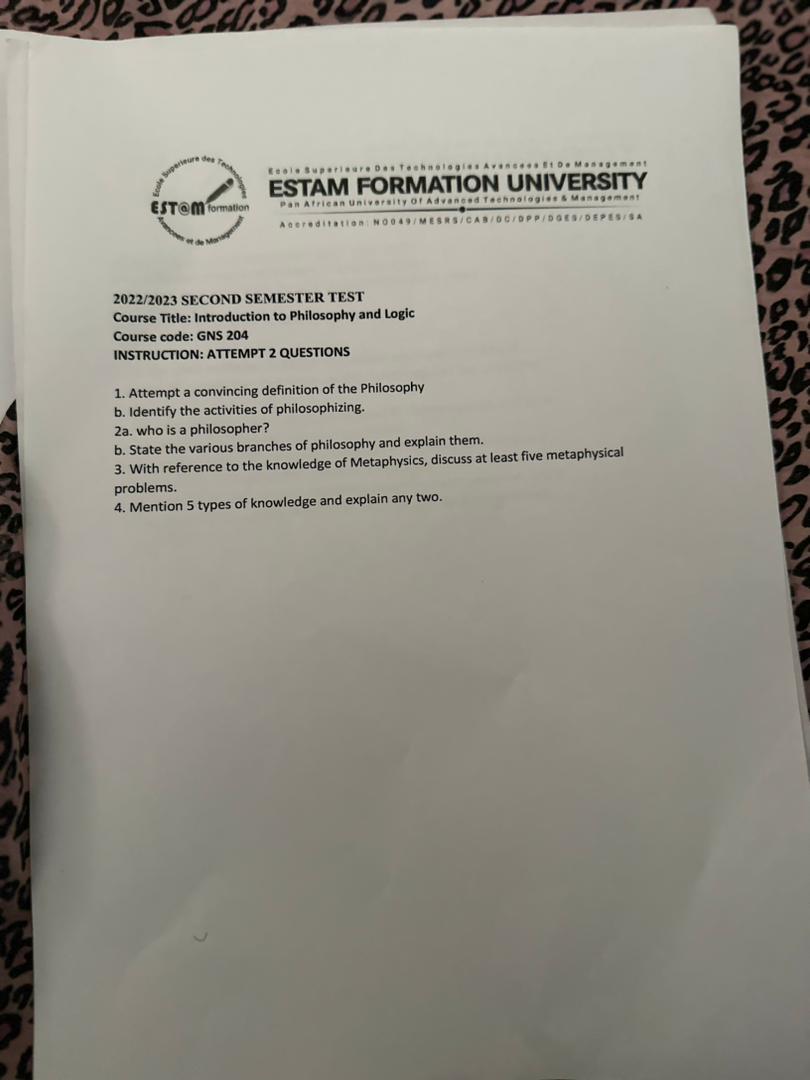 Ecole Superieure des Technologies
EST@M formation
Avancees et de Management
Ecole Superieure Des Technologies Avancees Et De Management
ESTAM FORMATION UNIVERSITY
Pan African University Of Advanced Technologies & Management
Accreditation: N0049/MESRS/CAB/DC/DPP/DGES/DEPES/SA
2022/2023 SECOND SEMESTER TEST
Course Title: Introduction to Philosophy and Logic
Course code: GNS 204
INSTRUCTION: ATTEMPT 2 QUESTIONS
1. Attempt a convincing definition of the Philosophy
b. Identify the activities of philosophizing.
2a. who is a philosopher?
b. State the various branches of philosophy and explain them.
3. With reference to the knowledge of Metaphysics, discuss at least five metaphysical
problems.
4. Mention 5 types of knowledge and explain any two.